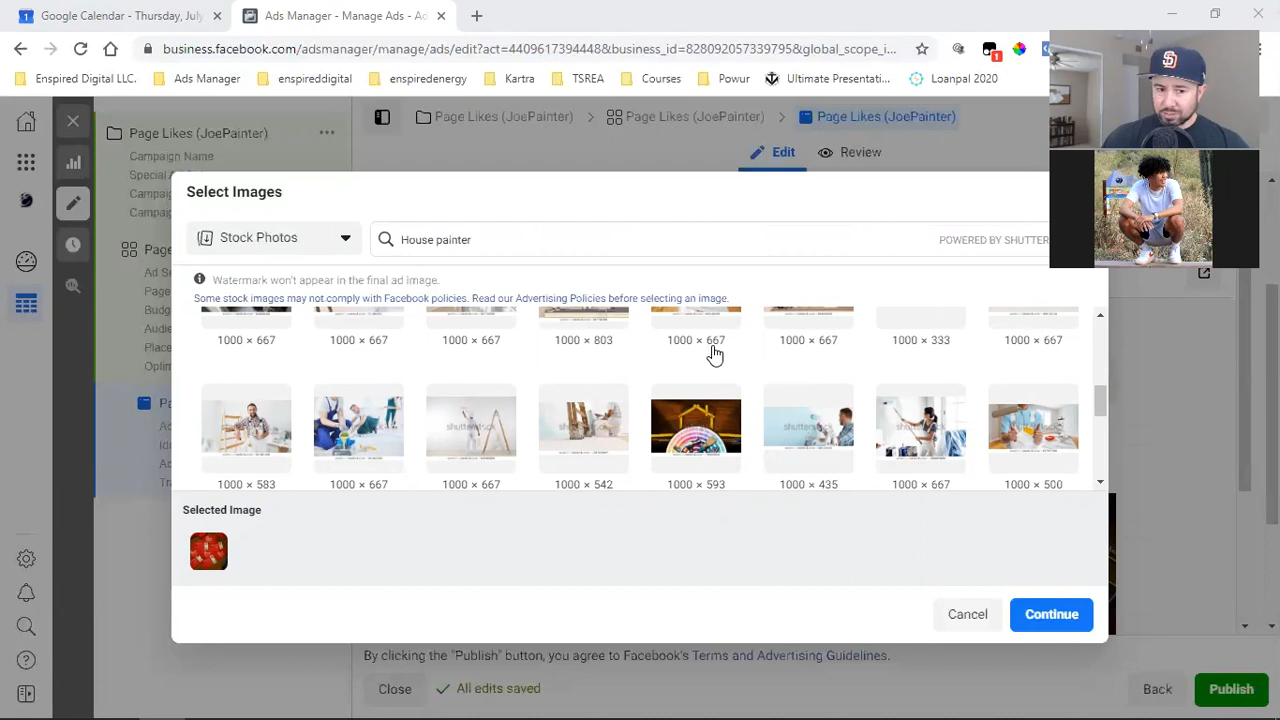 Google Calendar - Thursday, July
Ads Manager - Manage Ads - Ad
business.facebook.com/adsmanager/manage/ads/edit?act=4409617394448&business_id=8280920573397958&global_scope_i...
1
Enspired Digital LLC.
Ads Manager
enspireddigital
enspiredenergy
Kartra
TSREA
Courses
Powur
Ultimate Presentati...
Loanpal 2020
Page Likes (JoePainter)
Campaign Name
Special
Page Likes (JoePainter)
Page Likes (JoePainter)
Page Likes (JoePainter)
Edit
Review
Select Images
Stock Photos
House painter
POWERED BY SHUTTER
Watermark won't appear in the final ad image.
Some stock images may not comply with Facebook policies. Read our Advertising Policies before selecting an image.
1000 × 667
1000 × 667
1000 × 667
1000 × 803
1000 × 667
1000 × 667
1000 × 333
1000 × 667
1000 × 583
1000 × 667
1000 × 667
1000 × 542
1000 × 593
1000 × 435
1000 × 667
1000 × 500
Selected Image
Cancel
Continue
By clicking the "Publish" button, you agree to Facebook's Terms and Advertising Guidelines.
Close
All edits saved
Back
Publish